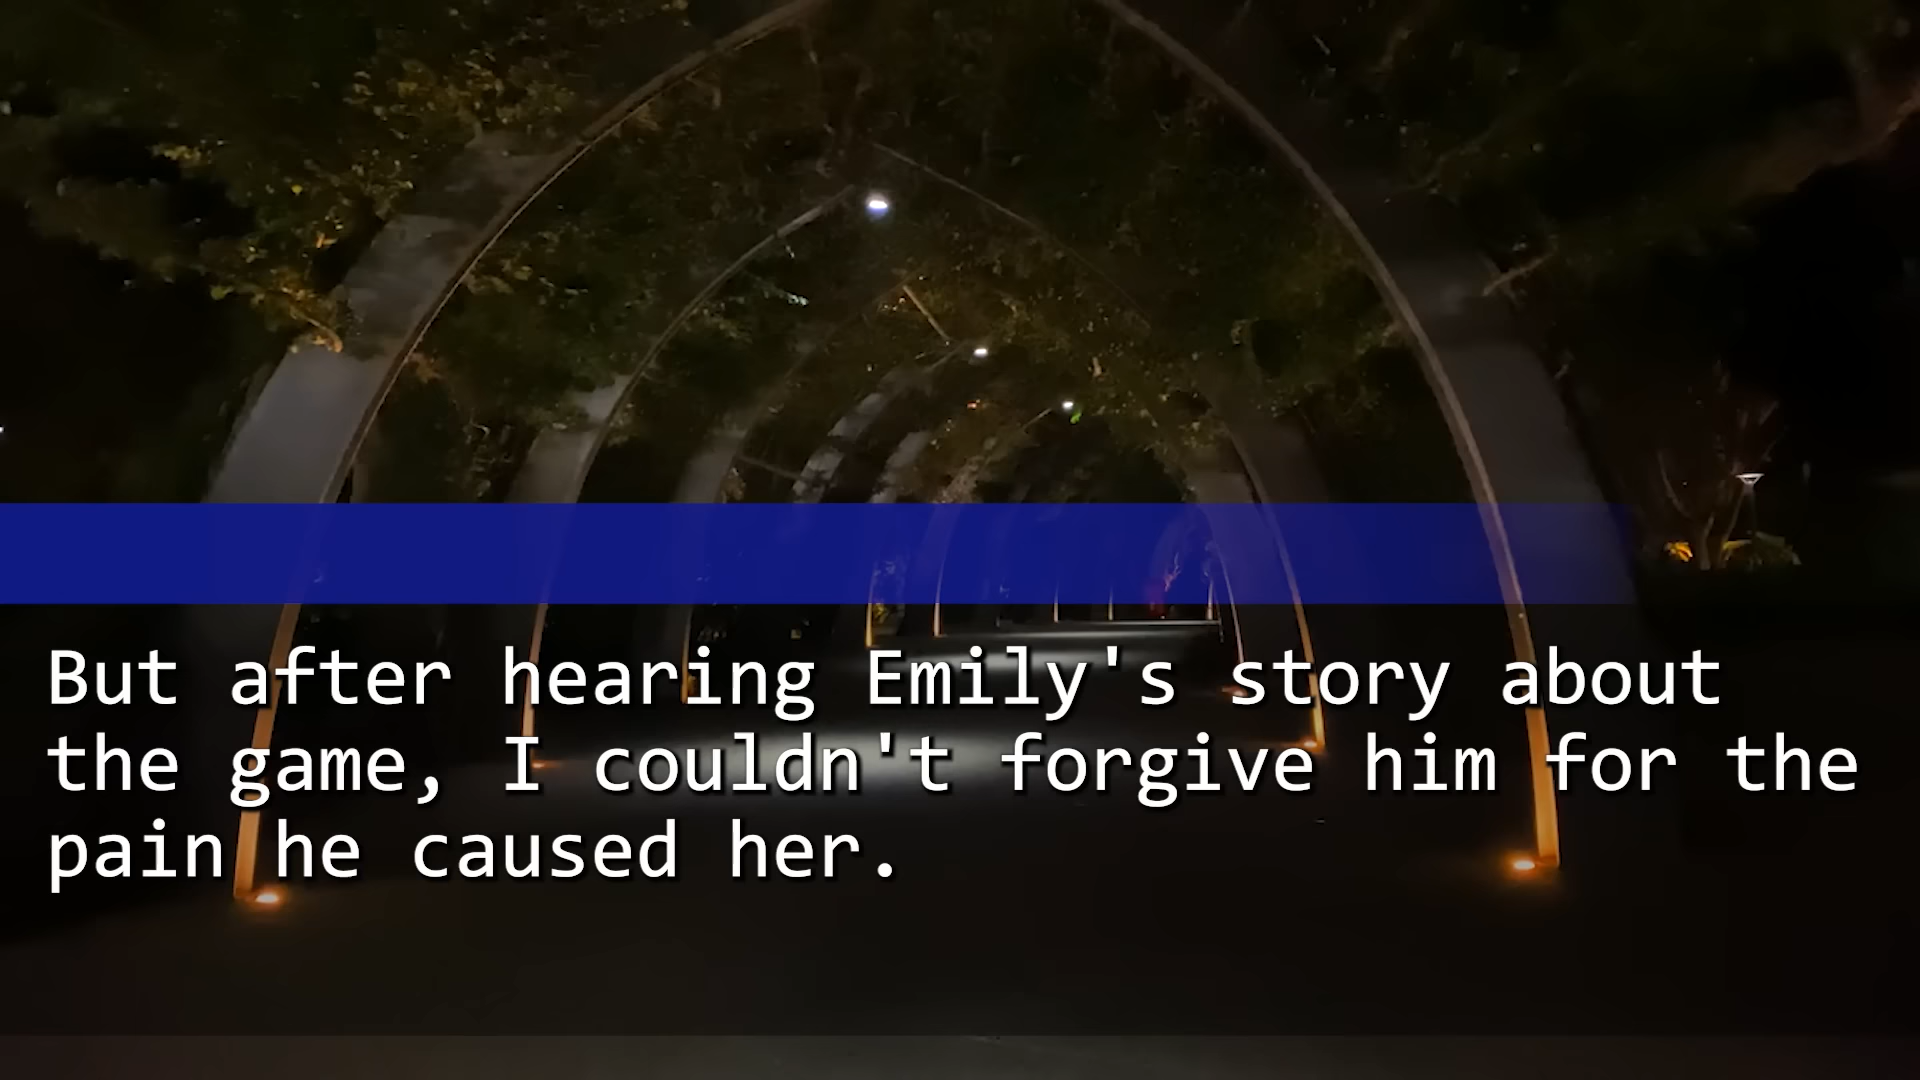 But after hearing Emily's story about
the game, I couldn't forgive him for the
pain he caused her.